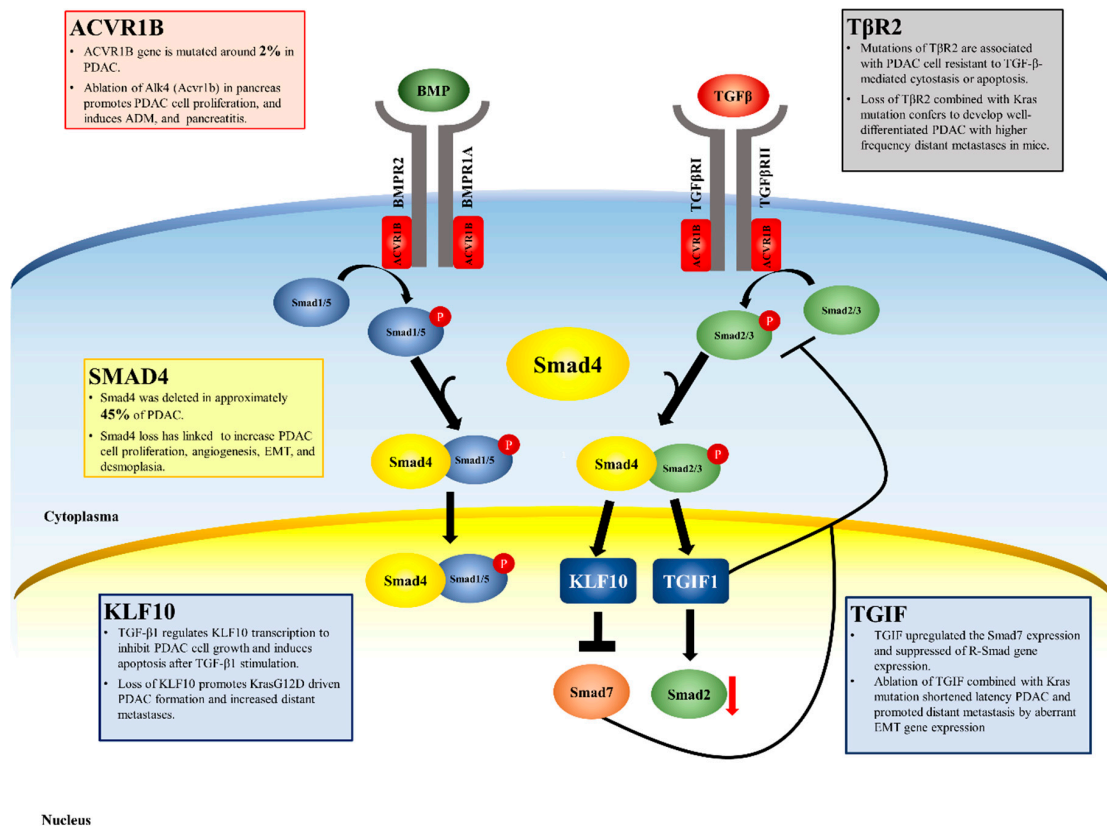 ACVR1B
• ACVR1B gene is mutated around 2% in
PDAC.
• Ablation of Alk4 (Acvr1b) in pancreas
promotes PDAC cell proliferation, and
induces ADM, and pancreatitis.
TβR2
• Mutations of TβR2 are associated
with PDAC cell resistant to TGF-β-
mediated cytostasis or apoptosis.
• Loss of TβR2 combined with Kras
mutation confers to develop well-
differentiated PDAC with higher
frequency distant metastases in mice.
BMP
TGFβ
BMPR2
BMPR1A
TGFβRI
TGFβRII
ACVR1B
ACVR1B
ACVR1B
ACVR1B
Smad1/5
Smad1/5
P
Smad2/3
P
Smad2/3
Smad4
SMAD4
• Smad4 was deleted in approximately
45% of PDAC.
• Smad4 loss has linked to increase PDAC
cell proliferation, angiogenesis, EMT, and
desmoplasia.
Smad4
Smad1/5
P
Smad4
Smad2/3
P
Cytoplasma
Smad4
Smad1/5
P
KLF10
TGIF1
KLF10
• TGF-β1 regulates KLF10 transcription to
inhibit PDAC cell growth and induces
apoptosis after TGF-β1 stimulation.
• Loss of KLF10 promotes KrasG12D driven
PDAC formation and increased distant
metastases.
Smad7
Smad2
TGIF
• TGIF upregulated the Smad7 expression
and suppressed of R-Smad gene
expression.
• Ablation of TGIF combined with Kras
mutation shortened latency PDAC and
promoted distant metastasis by aberrant
EMT gene expression
Nucleus